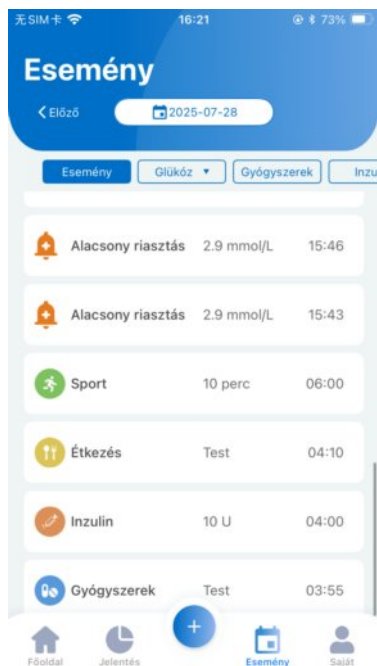 无SIM卡 16:21 73%
Esemény
Előző 2025-07-28
Esemény Glükóz Gyógyszerek Inzu
Alacsony riasztás 2.9 mmol/L 15:46
Alacsony riasztás 2.9 mmol/L 15:43
Sport 10 perc 06:00
Étkezés Test 04:10
Inzulin 10 U 04:00
Gyógyszerek Test 03:55
Főoldal Jelentés Esemény Saját